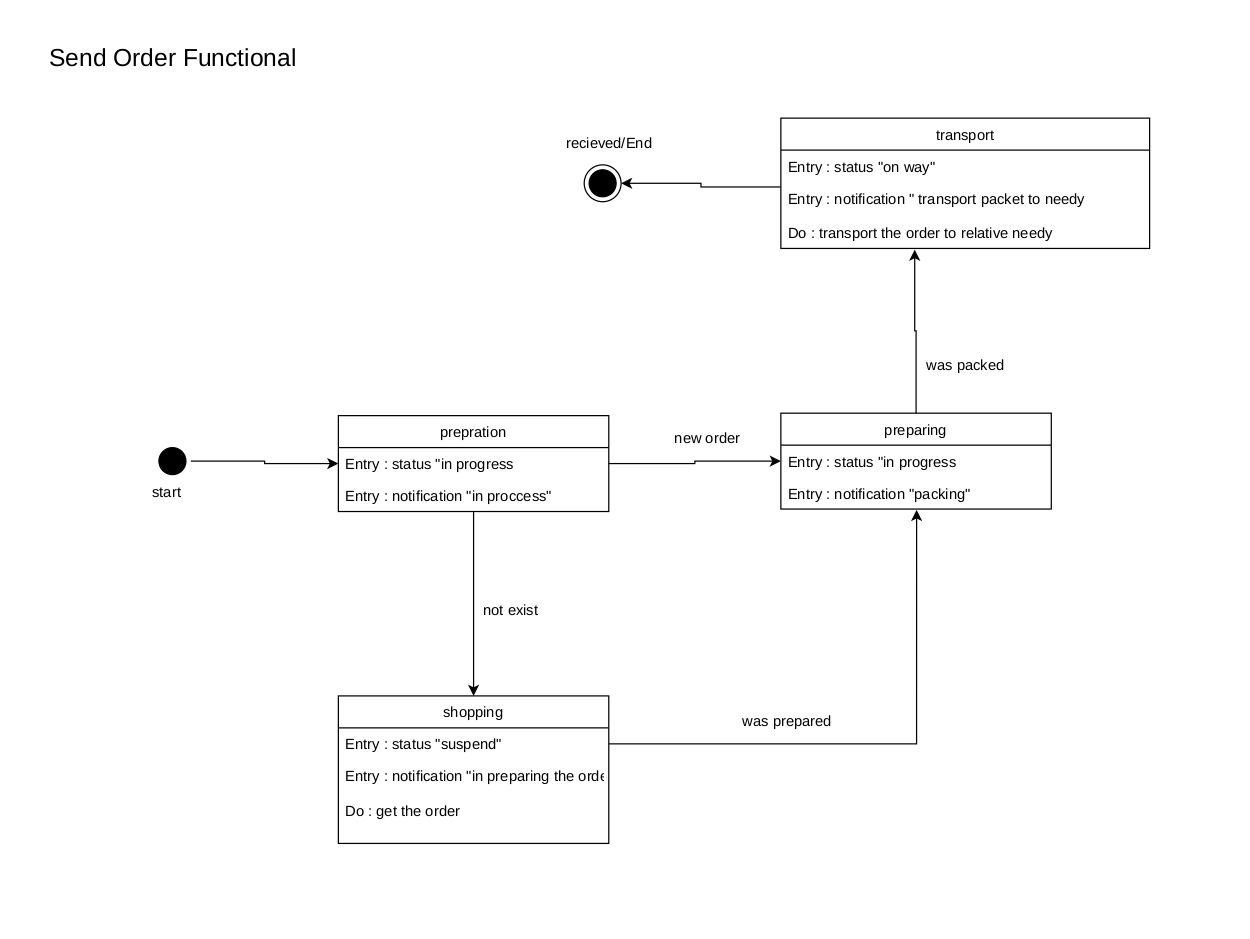 Send Order Functional
recieved/End
transport
Entry : status "on way"
Entry : notification " transport packet to needy
Do : transport the order to relative needy
was packed
start
prepration
Entry : status "in progress
Entry : notification "in proccess"
new order
preparing
Entry : status "in progress
Entry : notification "packing"
not exist
shopping
Entry : status "suspend"
Entry : notification "in preparing the orde
Do : get the order
was prepared